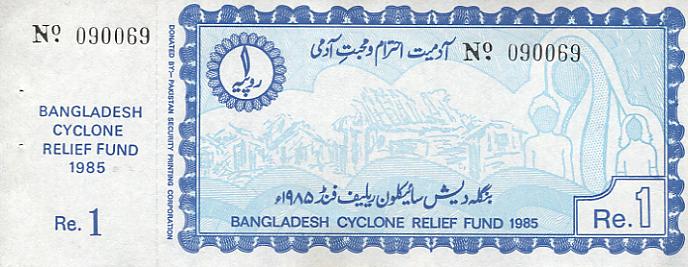 Nº 090069
BANGLADESH
CYCLONE
RELIEF FUND
1985
Re. 1
DONATED BY:- PAKISTAN SECURITY PRINTING CORPORATION
آدمیت احترام و محبتِ آدمی
Nº 090069
۱
روپیہ
بنگلہ دیش سائیکلون ریلیف فنڈ ۱۹۸۵ء
BANGLADESH CYCLONE RELIEF FUND 1985
Re. 1